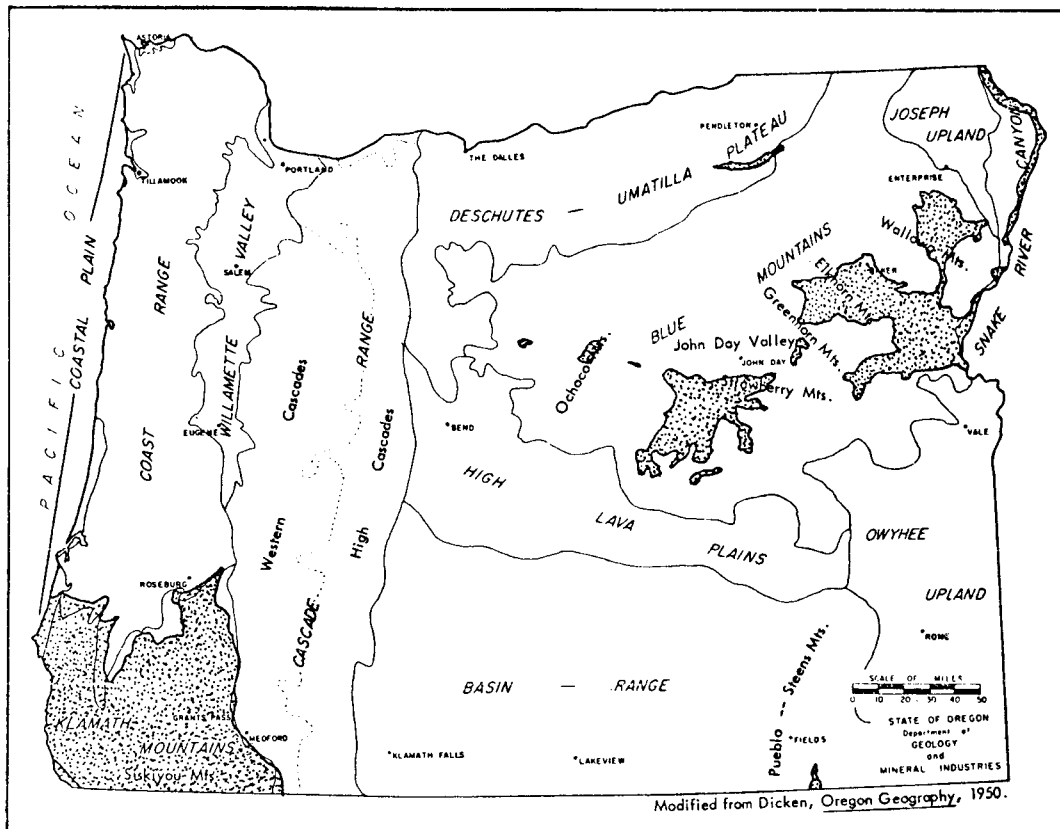 ASTORIA
PACIFIC OCEAN
COASTAL PLAIN
TILLAMOOK
COAST RANGE
PORTLAND
SALEM
WILLAMETTE VALLEY
EUGENE
Western Cascades
High Cascades
CASCADE RANGE
THE DALLES
PENDLETON
DESCHUTES — UMATILLA PLATEAU
JOSEPH UPLAND
SNAKE RIVER CANYON
ENTERPRISE
Wallowa Mts.
BLUE MOUNTAINS
Elkhorn Mts.
Greenhorn Mts.
John Day Valley
JOHN DAY
Ochoco Mts.
BEND
VALE
HIGH LAVA PLAINS
OWYHEE UPLAND
ROSEBURG
ROME
BASIN — RANGE
Pueblo -- Steens Mts.
KLAMATH MOUNTAINS
GRANTS PASS
MEDFORD
Siskiyou Mts.
KLAMATH FALLS
LAKEVIEW
FIELDS
SCALE OF MILES
0 10 20 30 40 50
STATE OF OREGON
Department of
GEOLOGY
and
MINERAL INDUSTRIES
Modified from Dicken, Oregon Geography, 1950.